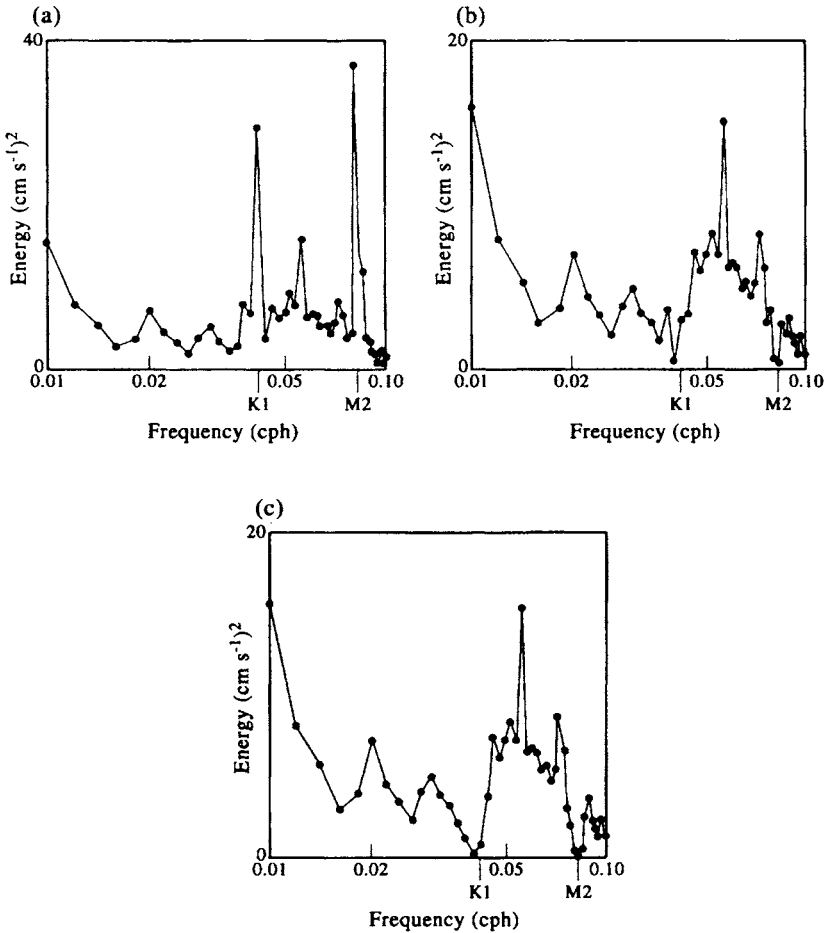 (a)
40
Energy (cm s⁻¹)²
0
0.01 0.02 0.05 0.10
K1 M2
Frequency (cph)
(b)
20
Energy (cm s⁻¹)²
0
0.01 0.02 0.05 0.10
K1 M2
Frequency (cph)
(c)
20
Energy (cm s⁻¹)²
0
0.01 0.02 0.05 0.10
K1 M2
Frequency (cph)